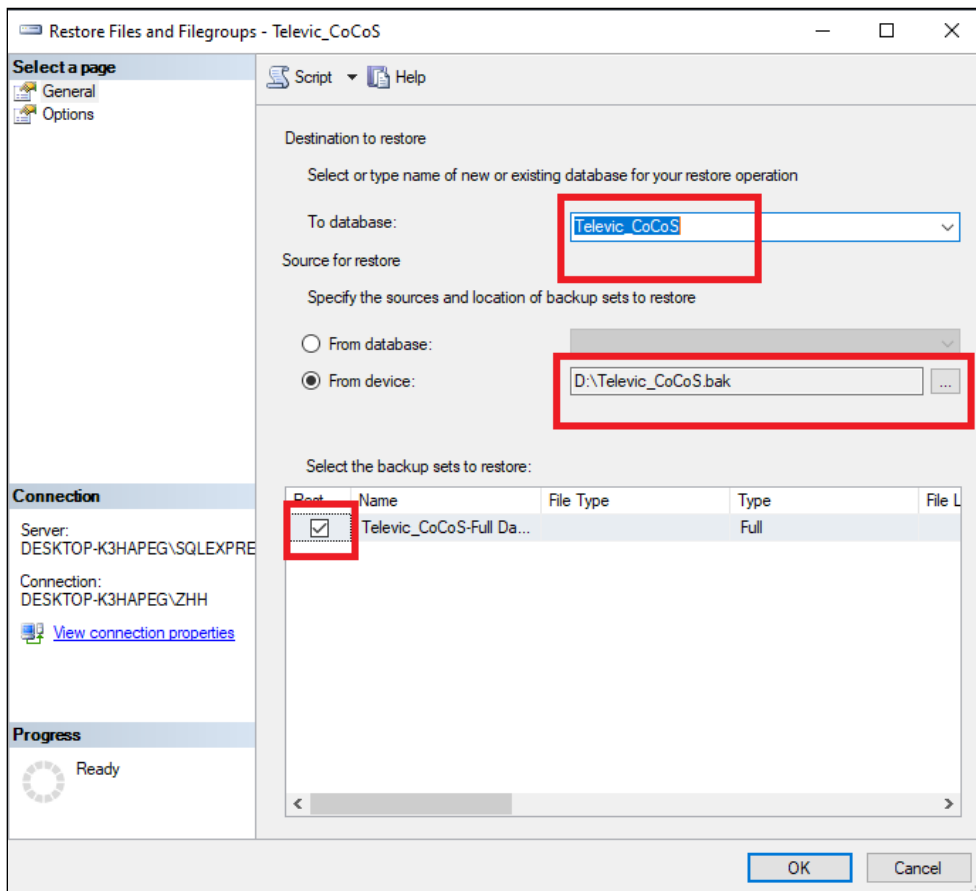 Restore Files and Filegroups - Televic_CoCoS
Select a page
General
Options
Script
Help
Destination to restore
Select or type name of new or existing database for your restore operation
To database:
Televic_CoCoS
Source for restore
Specify the sources and location of backup sets to restore
From database:
From device:
D:\Televic_CoCoS.bak
...
Select the backup sets to restore:
Name File Type Type File L
Televic_CoCoS-Full Da... Full
Connection
Server:
DESKTOP-K3HAPEG\SQLEXPRE
Connection:
DESKTOP-K3HAPEG\ZHH
View connection properties
Progress
Ready
OK Cancel